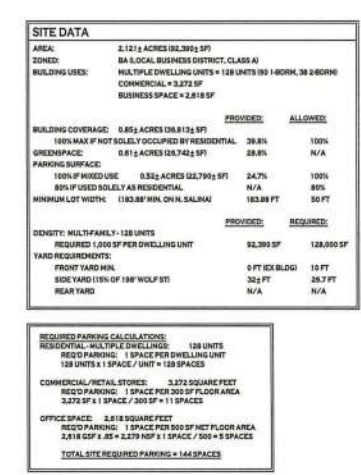 SITE DATA
AREA: 2.121± ACRES (92,390± SF)
ZONED: BA (LOCAL BUSINESS DISTRICT, CLASS A)
BUILDING USES: MULTIPLE DWELLING UNITS = 128 UNITS (90 1-BDRM, 38 2-BDRM)
COMMERCIAL = 3,272 SF
BUSINESS SPACE = 2,618 SF
PROVIDED: ALLOWED:
BUILDING COVERAGE: 0.85± ACRES (36,813± SF)
100% MAX IF NOT SOLELY OCCUPIED BY RESIDENTIAL 39.8% 100%
GREENSPACE: 0.61± ACRES (26,742± SF) 28.9% N/A
PARKING SURFACE:
100% IF MIXED USE 0.52± ACRES (22,790± SF) 24.7% 100%
80% IF USED SOLELY AS RESIDENTIAL N/A 80%
MINIMUM LOT WIDTH: (183.88' MIN. ON N. SALINA) 183.88 FT 50 FT
PROVIDED: REQUIRED:
DENSITY: MULTI-FAMILY - 128 UNITS
REQUIRED 1,000 SF PER DWELLING UNIT 92,390 SF 128,000 SF
YARD REQUIREMENTS:
FRONT YARD MIN. 0 FT (EX BLDG) 10 FT
SIDE YARD (15% OF 198' WOLF ST) 32± FT 29.7 FT
REAR YARD N/A N/A
REQUIRED PARKING CALCULATIONS:
RESIDENTIAL - MULTIPLE DWELLINGS: 128 UNITS
REQ'D PARKING: 1 SPACE PER DWELLING UNIT
128 UNITS x 1 SPACE / UNIT = 128 SPACES
COMMERCIAL/RETAIL STORES: 3,272 SQUARE FEET
REQ'D PARKING: 1 SPACE PER 300 SF FLOOR AREA
3,272 SF x 1 SPACE / 300 SF = 11 SPACES
OFFICE SPACE: 2,618 SQUARE FEET
REQ'D PARKING: 1 SPACE PER 500 SF NET FLOOR AREA
2,618 GSF x .85 = 2,279 NSF x 1 SPACE / 500 = 5 SPACES
TOTAL SITE REQUIRED PARKING = 144 SPACES